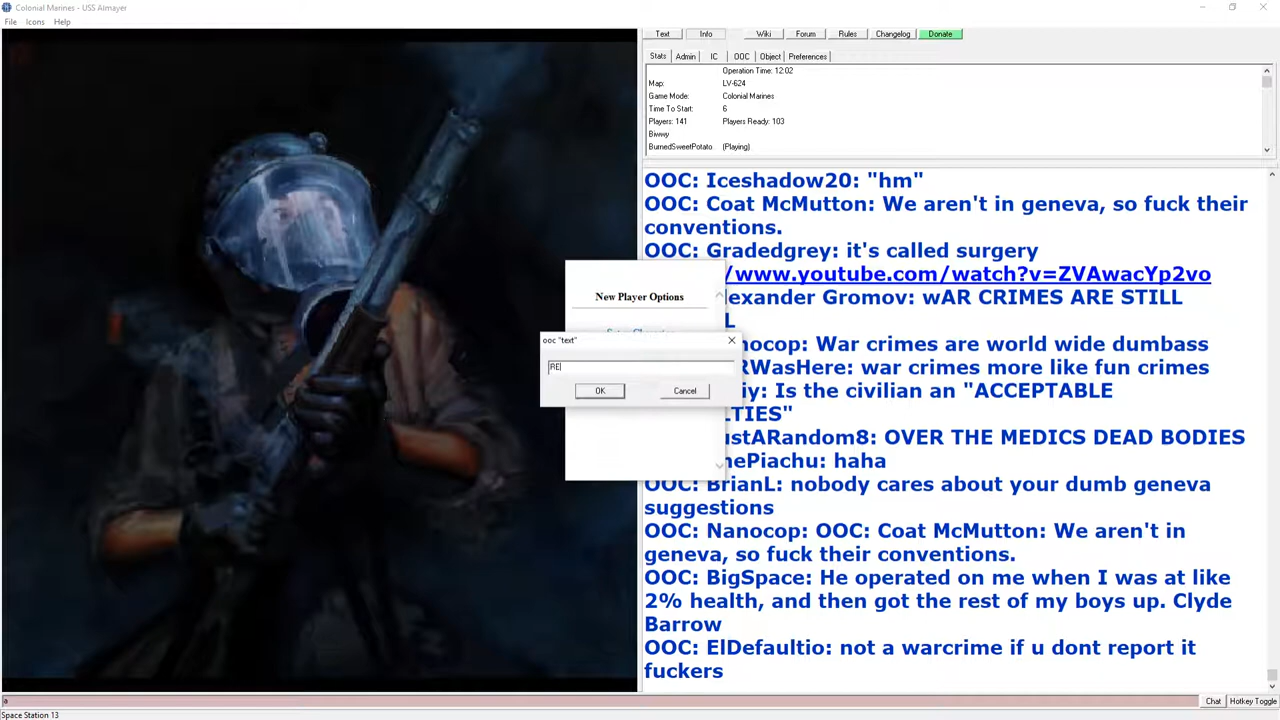 Colonial Marines - USS Almayer
File Icons Help
Text Info Wiki Forum Rules Changelog Donate
Stats Admin IC OOC Object Preferences
Operation Time: 12:02
Map: LV-624
Game Mode: Colonial Marines
Time To Start: 6
Players: 141 Players Ready: 103
Biwwy
BurnedSweetPotato (Playing)
OOC: Iceshadow20: "hm"
OOC: Coat McMutton: We aren't in geneva, so fuck their
conventions.
OOC: Gradedgrey: it's called surgery
/www.youtube.com/watch?v=ZVAwacYp2vo
lexander Gromov: wAR CRIMES ARE STILL
L
nocop: War crimes are world wide dumbass
RWasHere: war crimes more like fun crimes
iy: Is the civilian an "ACCEPTABLE
LTIES"
ustARandom8: OVER THE MEDICS DEAD BODIES
nePiachu: haha
OOC: BrianL: nobody cares about your dumb geneva
suggestions
OOC: Nanocop: OOC: Coat McMutton: We aren't in
geneva, so fuck their conventions.
OOC: BigSpace: He operated on me when I was at like
2% health, and then got the rest of my boys up. Clyde
Barrow
OOC: ElDefaultio: not a warcrime if u dont report it
fuckers
New Player Options
ooc "text"
RE
OK Cancel
a
Chat Hotkey Toggle
Space Station 13